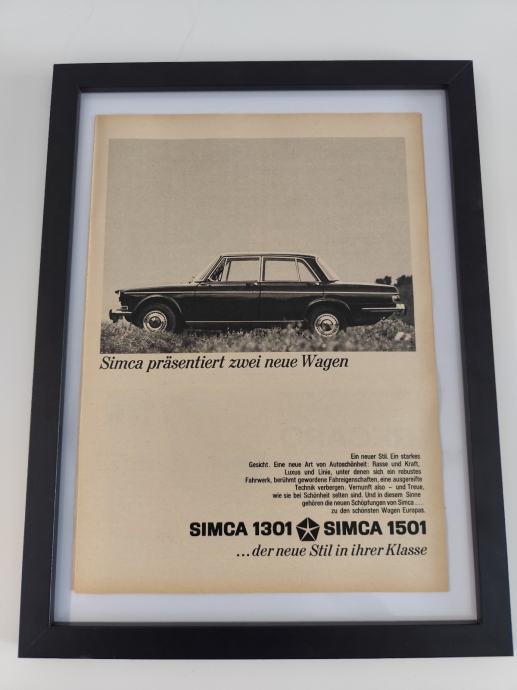 Simca präsentiert zwei neue Wagen
Ein neuer Stil. Ein starkes
Gesicht. Eine neue Art von Autoschönheit: Rasse und Kraft,
Luxus und Linie, unter denen sich ein robustes
Fahrwerk, berühmt gewordene Fahreigenschaften, eine ausgereifte
Technik verbergen. Vernunft also – und Treue,
wie sie bei Schönheit selten sind. Und in diesem Sinne
gehören die neuen Schöpfungen von Simca ...
zu den schönsten Wagen Europas.
SIMCA 1301 SIMCA 1501
...der neue Stil in ihrer Klasse